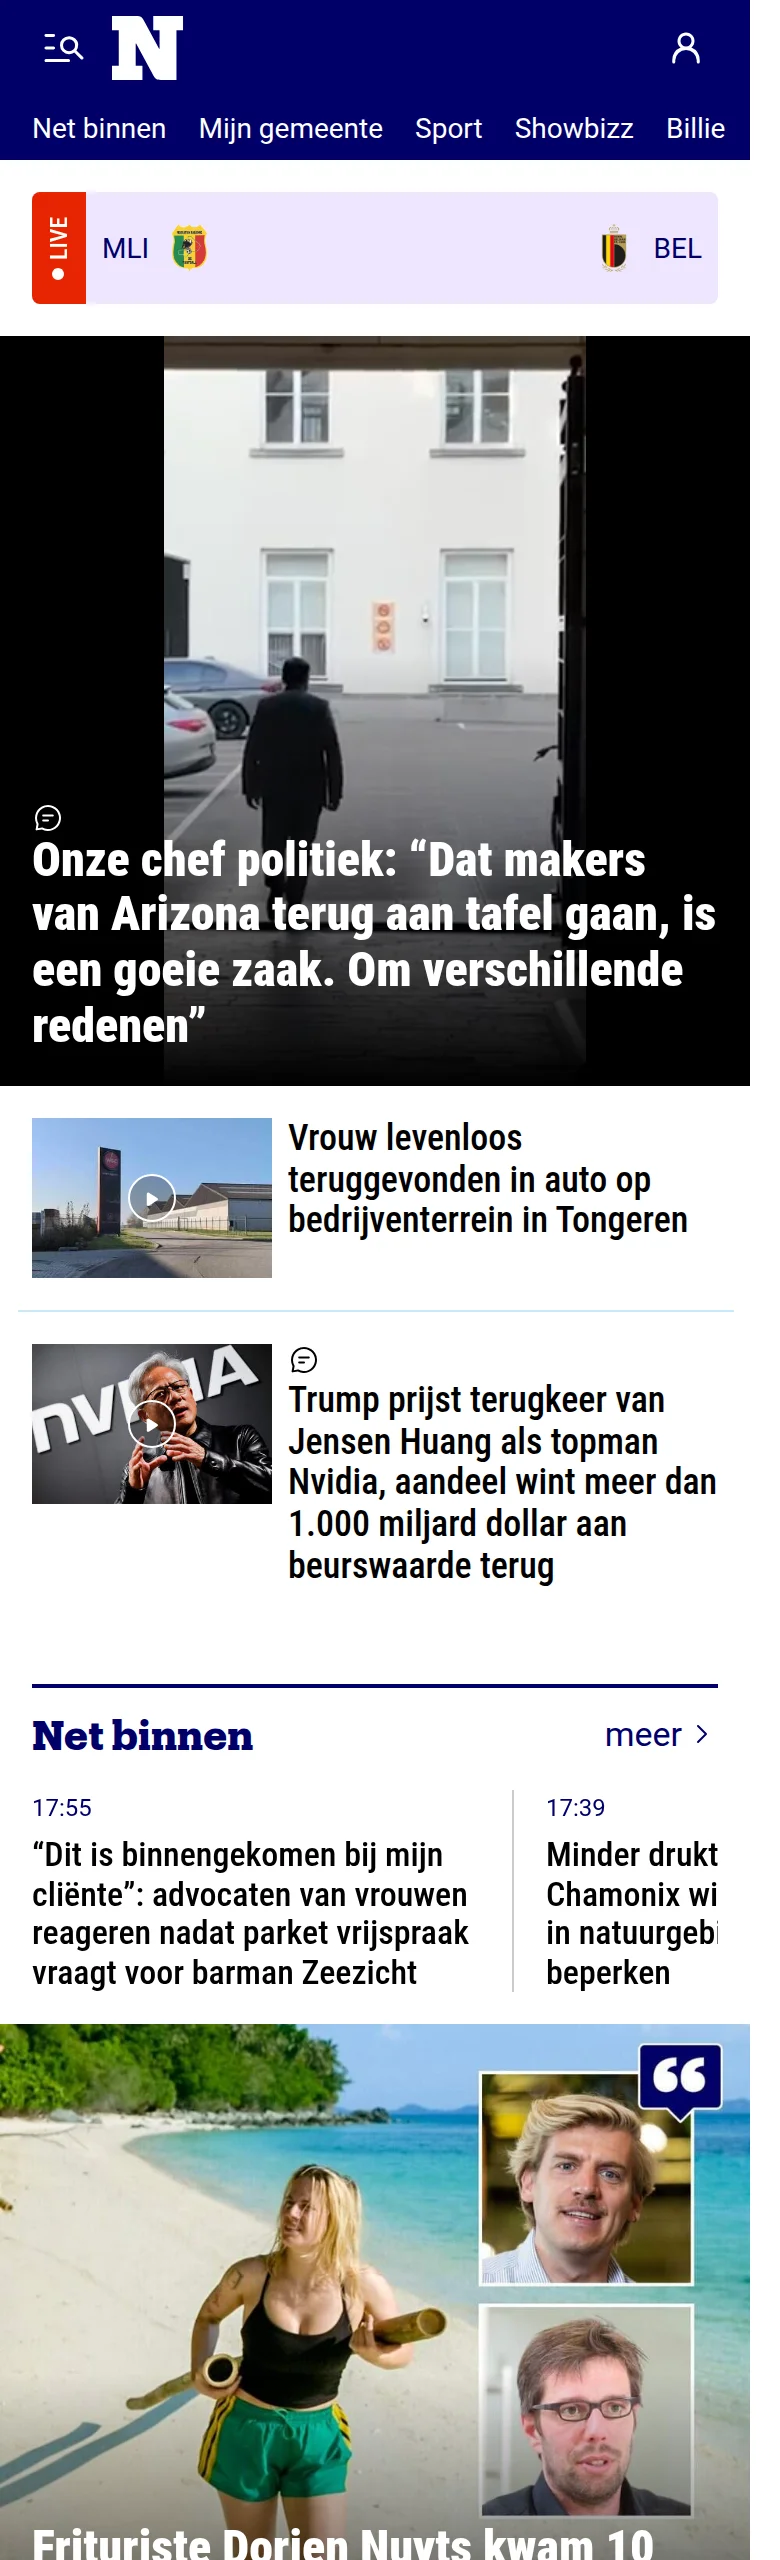 N
Net binnen Mijn gemeente Sport Showbizz Billie
LIVE
MLI BEL
Onze chef politiek: “Dat makers
van Arizona terug aan tafel gaan, is
een goeie zaak. Om verschillende
redenen”
Vrouw levenloos
teruggevonden in auto op
bedrijventerrein in Tongeren
NVIDIA
Trump prijst terugkeer van
Jensen Huang als topman
Nvidia, aandeel wint meer dan
1.000 miljard dollar aan
beurswaarde terug
Net binnen meer
17:55
“Dit is binnengekomen bij mijn
cliënte”: advocaten van vrouwen
reageren nadat parket vrijspraak
vraagt voor barman Zeezicht
17:39
Minder drukt
Chamonix wi
in natuurgebi
beperken
Frituriste Dorien Nuyts kwam 10